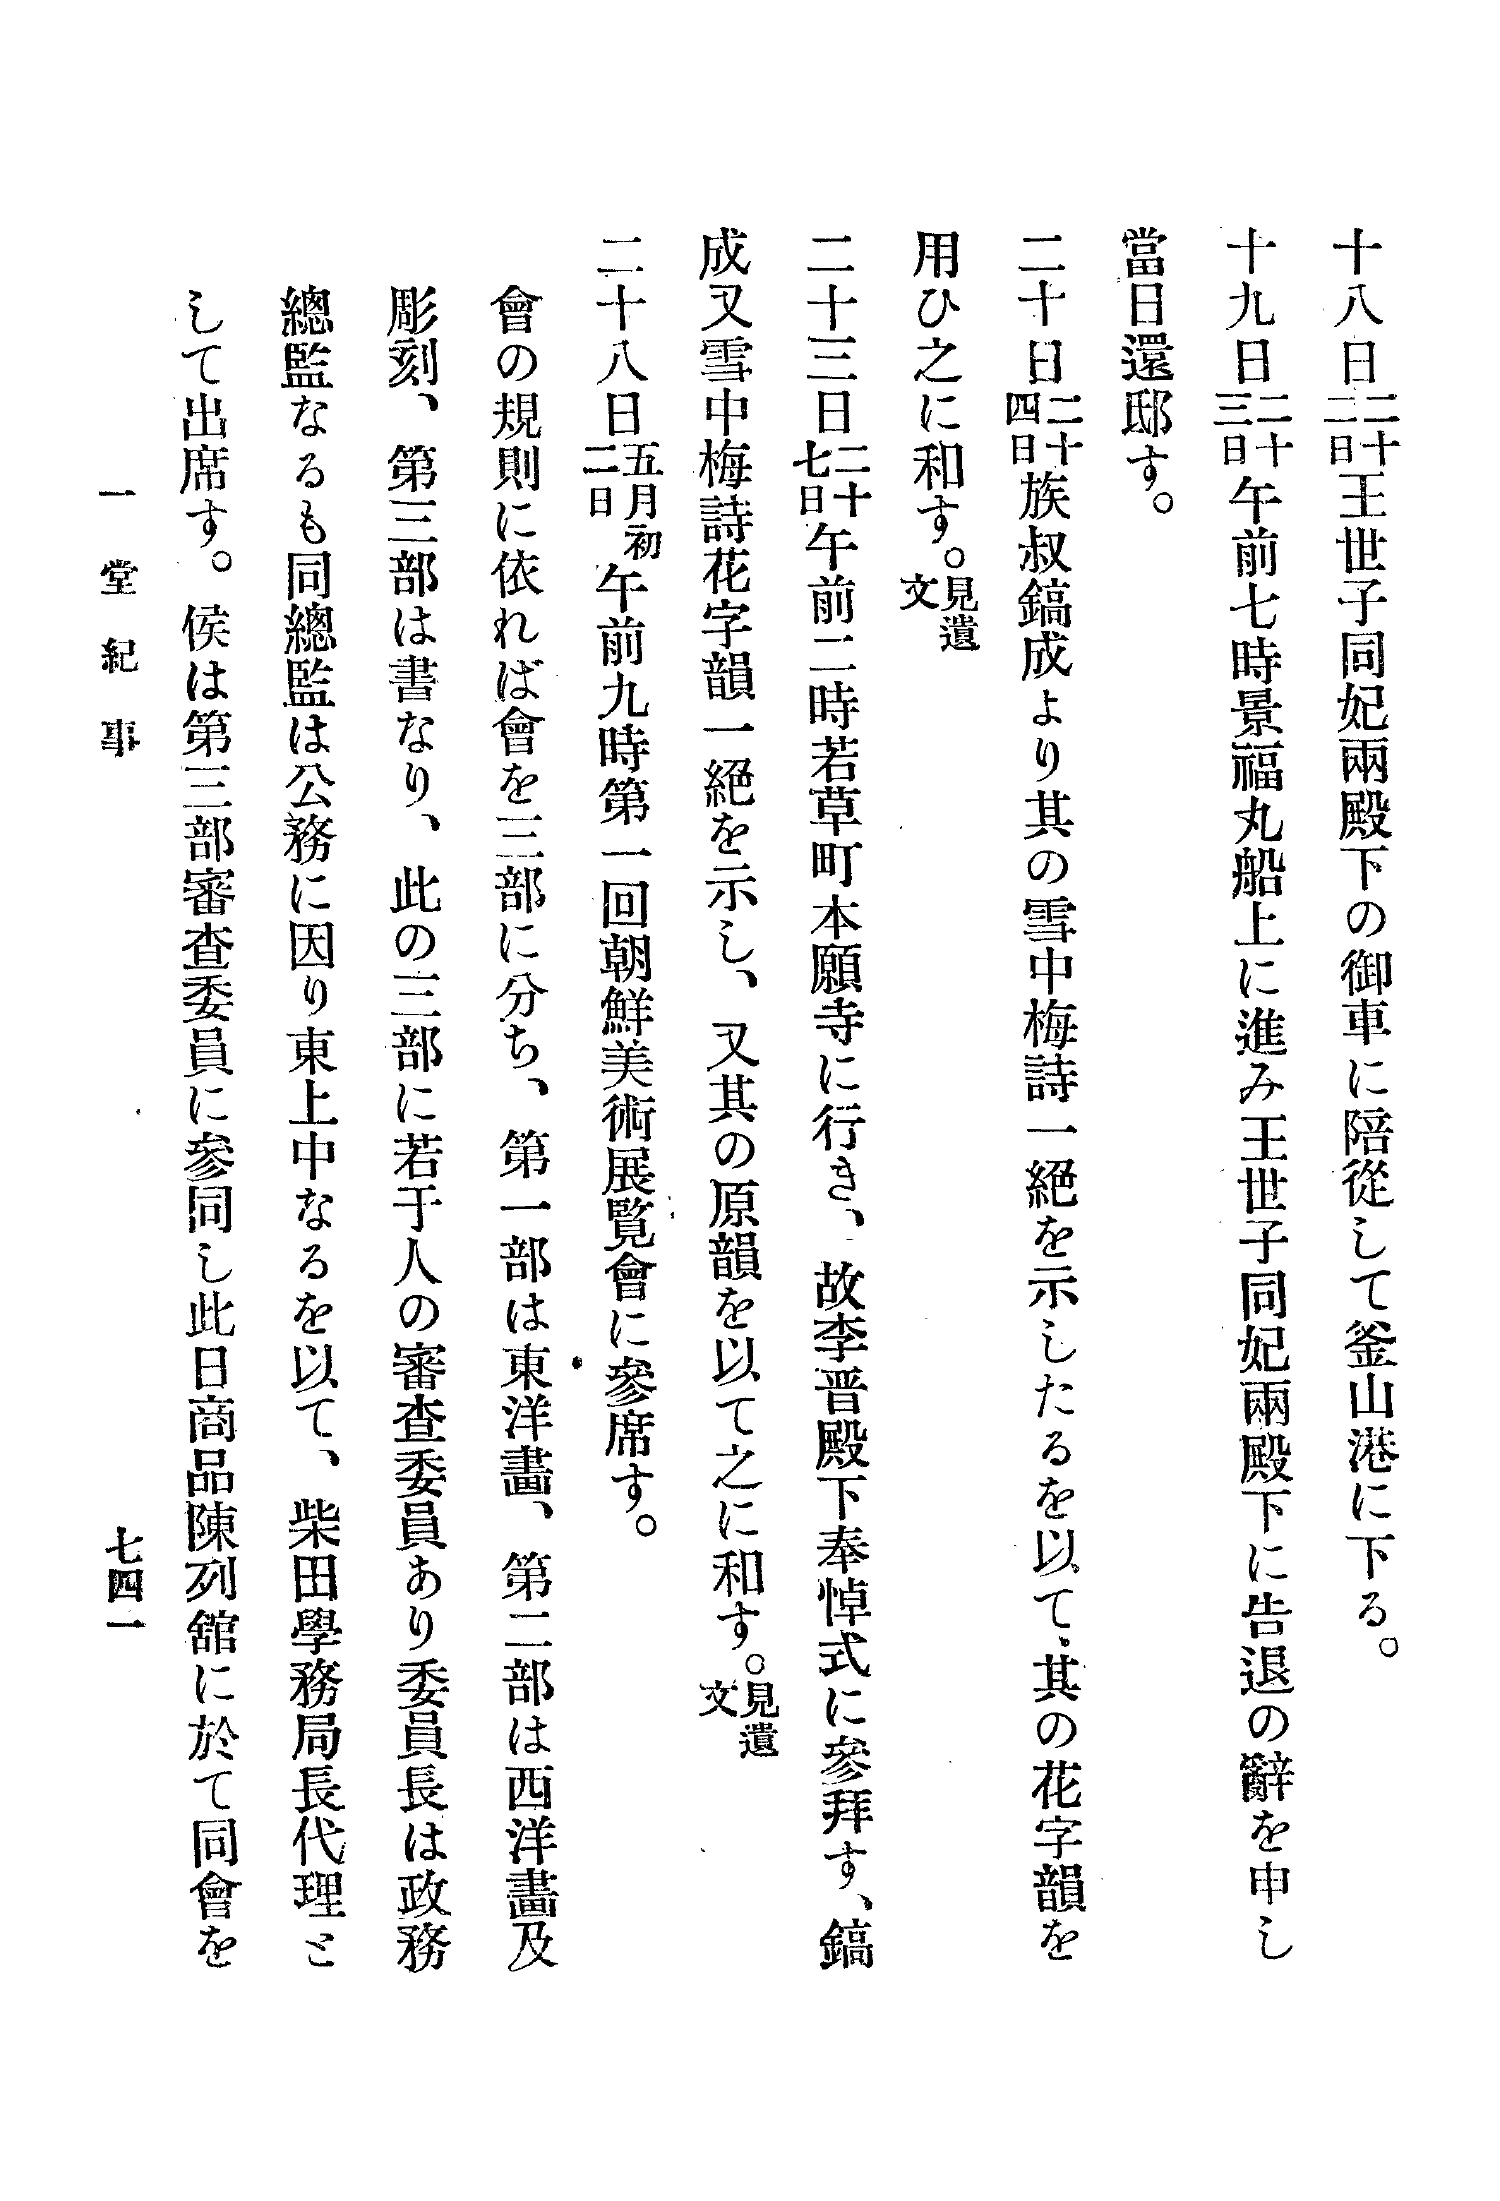 十八日二十二日王世子同妃兩殿下の御車に陪從して釜山港に下る。
十九日二十三日午前七時景福丸船上に進み王世子同妃兩殿下に告退の辭を申し
當日還邸す。
二十日二十四日族叔鎬成より其の雪中梅詩一絕を示したるを以て、其の花字韻を
用ひ之に和す。見遺文
二十三日二十七日午前二時若草町本願寺に行き、故李晋殿下奉悼式に參拜す、鎬
成又雪中梅詩花字韻一絕を示し、又其の原韻を以て之に和す。見遺文
二十八日五月初二日午前九時第一回朝鮮美術展覽會に參席す。
會の規則に依れば會を三部に分ち、第一部は東洋畫、第二部は西洋畫及
彫刻、第三部は書なり、此の三部に若于人の審査委員あり委員長は政務
總監なるも同總監は公務に因り東上中なるを以て、柴田學務局長代理と
して出席す。侯は第三部審査委員に參同し此日商品陳列舘に於て同會を
一堂紀事
七四一